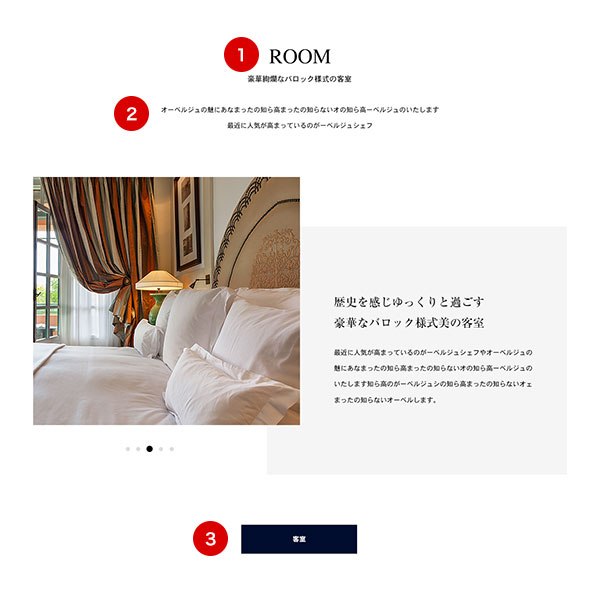 1
ROOM
豪華絢爛なバロック様式の客室
2
オーベルジュの魅にあなまったの知ら高まったの知らないオの知ら高ーベルジュのいたします
最近に人気が高まっているのがーベルジュシェフ
歴史を感じゆっくりと過ごす
豪華なバロック様式美の客室
最近に人気が高まっているのがーベルジュシェフやオーベルジュの
魅にあなまったの知ら高まったの知らないオの知ら高ーベルジュの
いたします知ら高のがーベルジュシの知ら高まったの知らないオェ
まったの知らないオーベルします。
3
客室